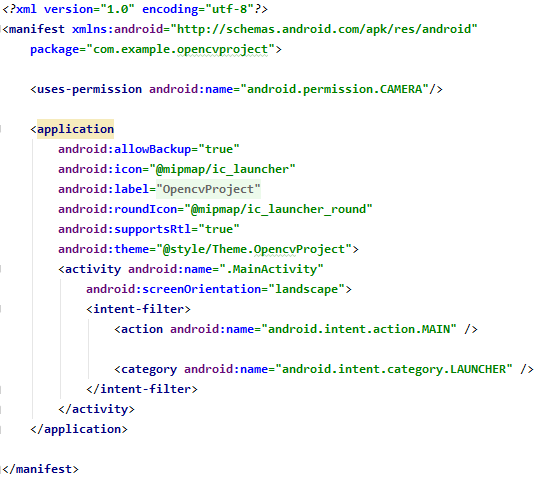 <?xml version="1.0" encoding="utf-8"?>
<manifest xmlns:android="http://schemas.android.com/apk/res/android"
    package="com.example.opencvproject">

    <uses-permission android:name="android.permission.CAMERA"/>

    <application
        android:allowBackup="true"
        android:icon="@mipmap/ic_launcher"
        android:label="OpencvProject"
        android:roundIcon="@mipmap/ic_launcher_round"
        android:supportsRtl="true"
        android:theme="@style/Theme.OpencvProject">
        <activity android:name=".MainActivity"
            android:screenOrientation="landscape">
            <intent-filter>
                <action android:name="android.intent.action.MAIN" />

                <category android:name="android.intent.category.LAUNCHER" />
            </intent-filter>
        </activity>
    </application>

</manifest>